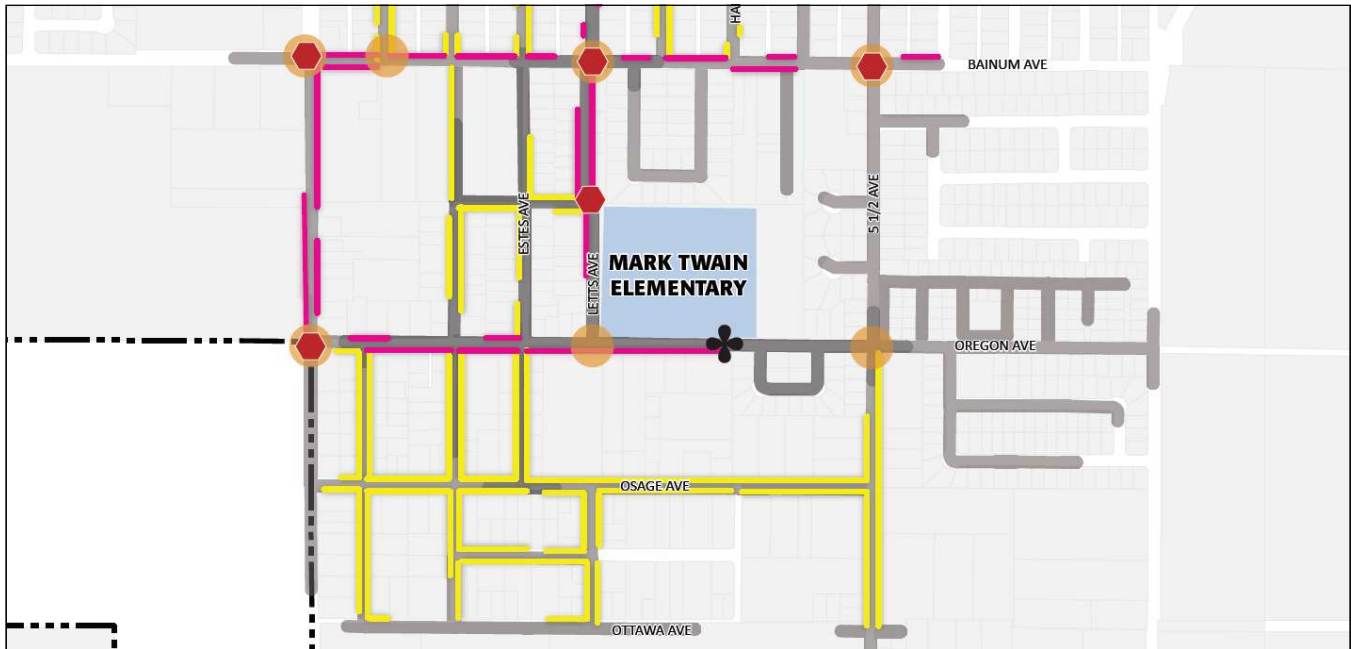 HA
BAINUM AVE
5 1/2 AVE
ESTES AVE
LETTS AVE
MARK TWAIN
ELEMENTARY
OREGON AVE
OSAGE AVE
OTTAWA AVE